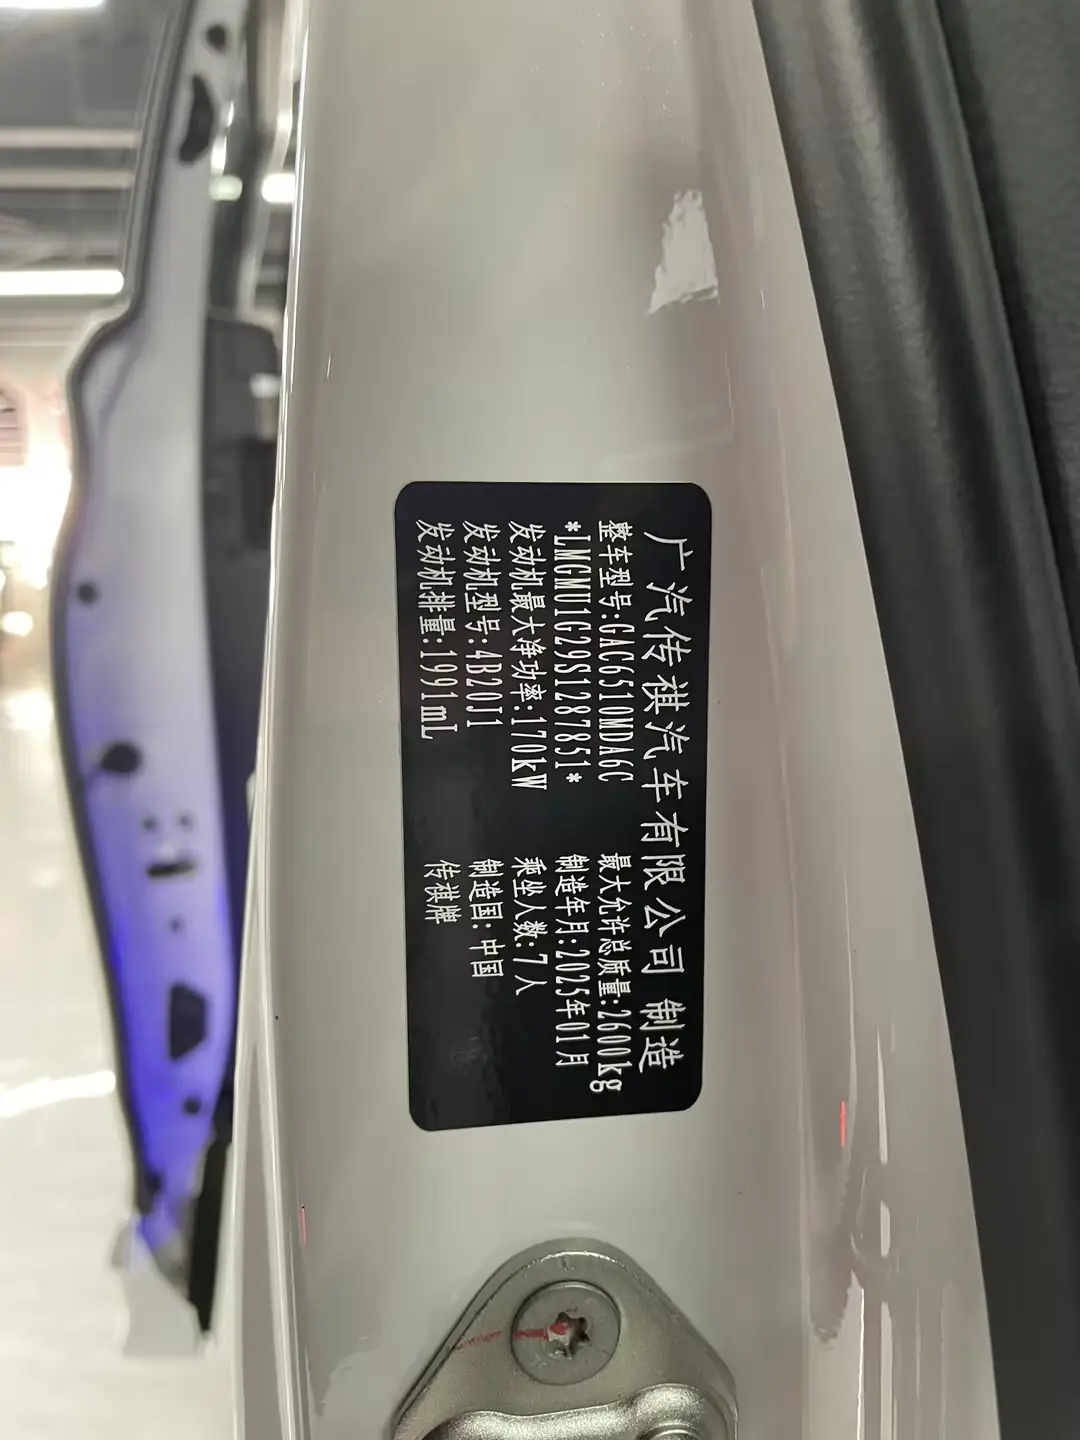 广汽传祺汽车有限公司 制造
整车型号:GAC6510MDA6C 最大允许总质量:2600kg
*LMGMU1G29S1287851* 制造年月:2025年01月
发动机最大净功率:170kW 乘坐人数:7人
发动机型号:4B20J1 制造国:中国
发动机排量:1991mL 传祺牌